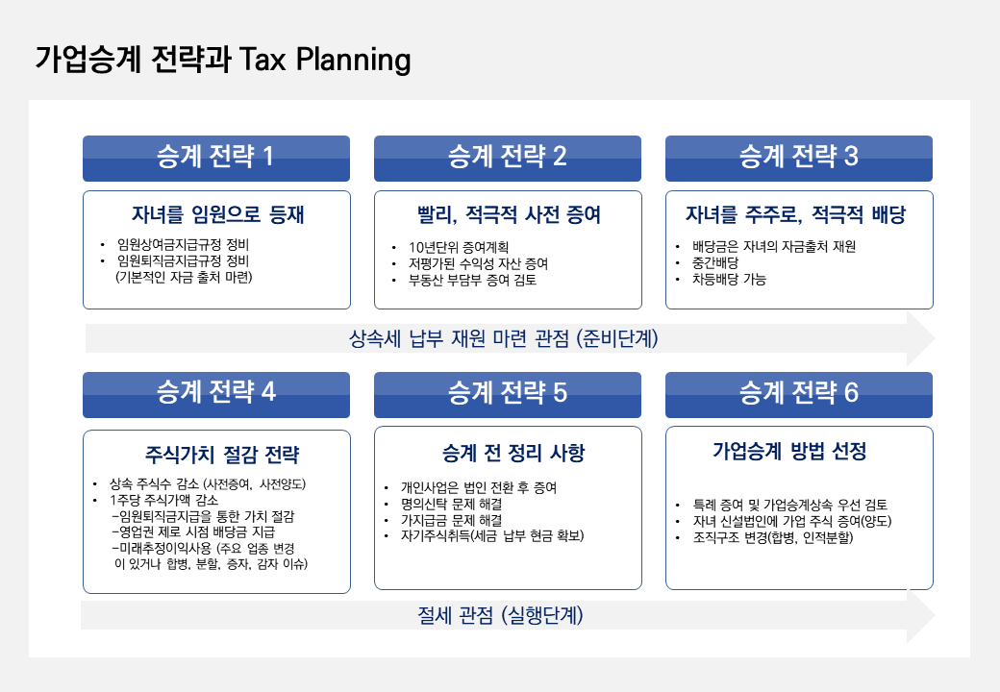 가업승계 전략과 Tax Planning
승계 전략 1
자녀를 임원으로 등재
• 임원상여금지급규정 정비
• 임원퇴직금지급규정 정비
(기본적인 자금 출처 마련)
승계 전략 2
빨리, 적극적 사전 증여
• 10년단위 증여계획
• 저평가된 수익성 자산 증여
• 부동산 부담부 증여 검토
승계 전략 3
자녀를 주주로, 적극적 배당
• 배당금은 자녀의 자금출처 재원
• 중간배당
• 차등배당 가능
상속세 납부 재원 마련 관점 (준비단계)
승계 전략 4
주식가치 절감 전략
• 상속 주식수 감소 (사전증여, 사전양도)
• 1주당 주식가액 감소
-임원퇴직금지급을 통한 가치 절감
-영업권 제로 시점 배당금 지급
-미래추정이익사용 (주요 업종 변경
이 있거나 합병, 분할, 증자, 감자 이슈)
승계 전략 5
승계 전 정리 사항
• 개인사업은 법인 전환 후 증여
• 명의신탁 문제 해결
• 가지급금 문제 해결
• 자기주식취득(세금 납부 현금 확보)
승계 전략 6
가업승계 방법 선정
• 특례 증여 및 가업승계상속 우선 검토
• 자녀 신설법인에 가업 주식 증여(양도)
• 조직구조 변경(합병, 인적분할)
절세 관점 (실행단계)